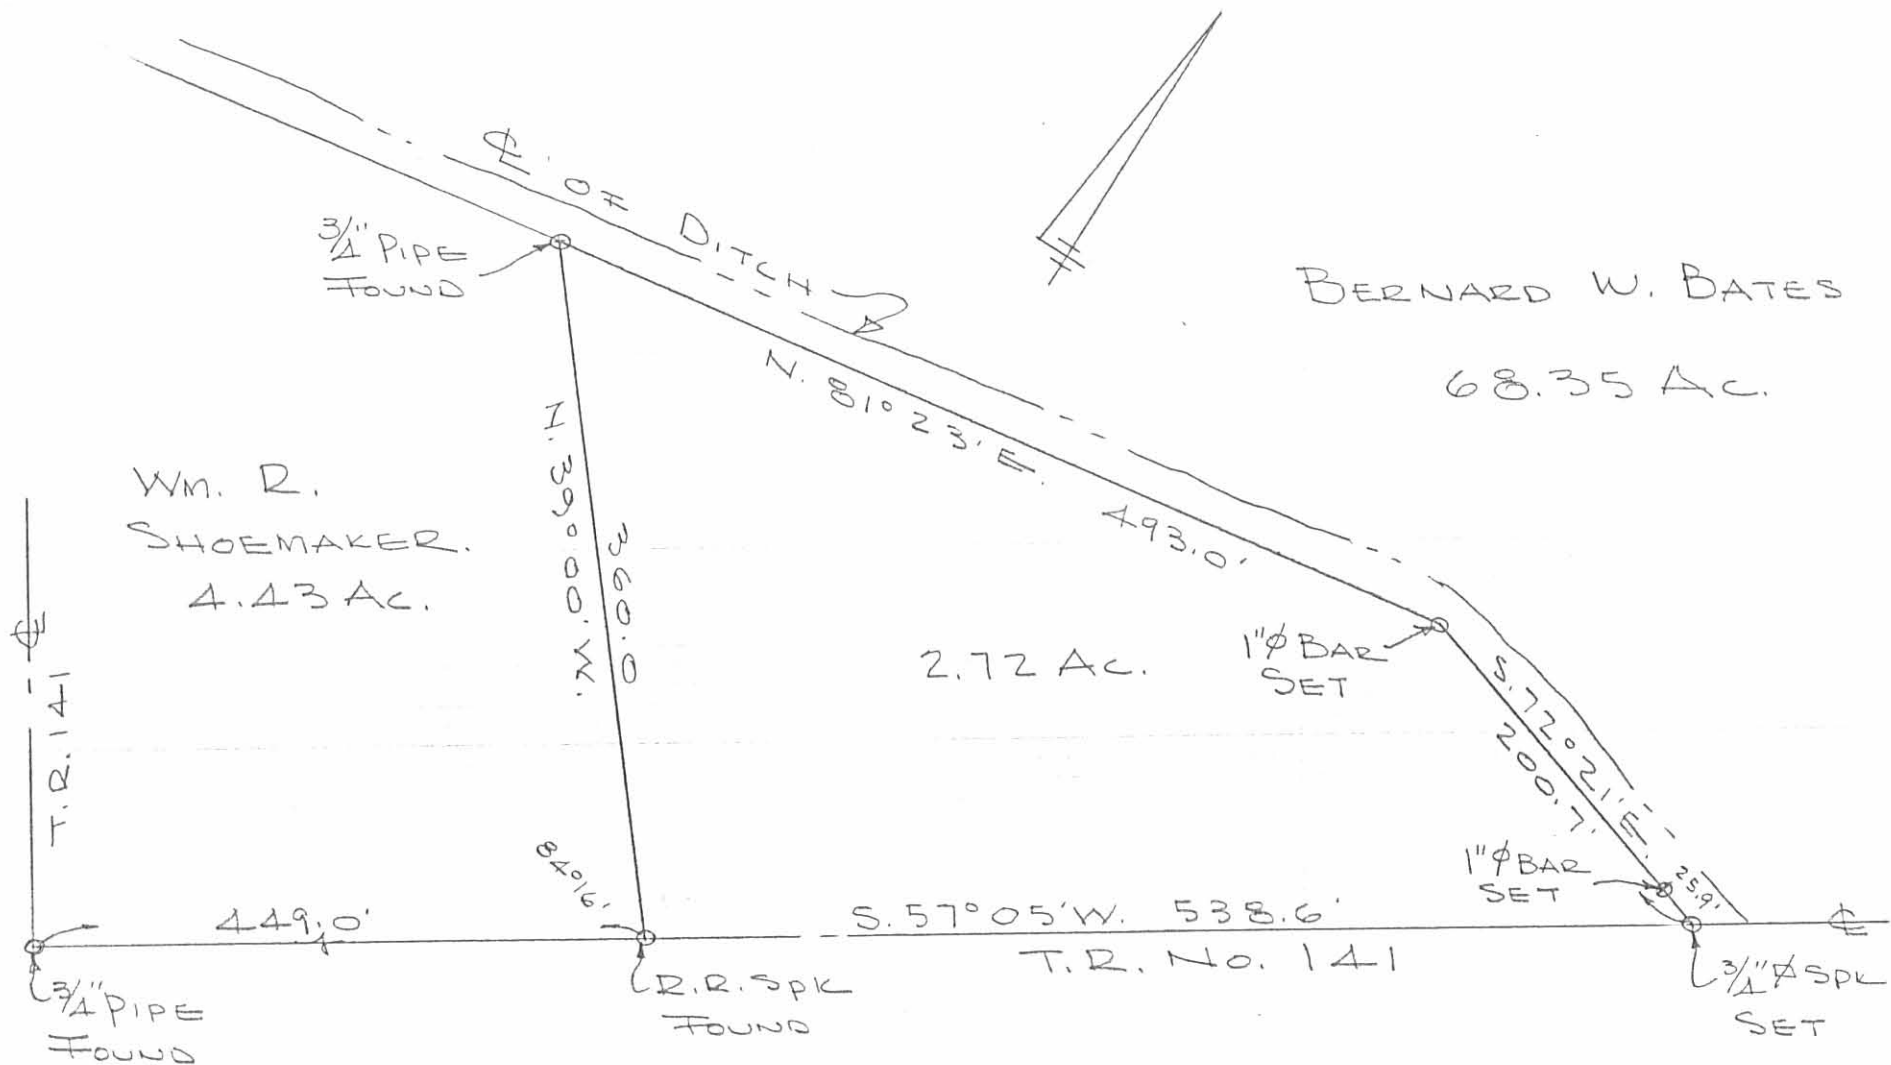 ℄ OF DITCH
3/4" PIPE
FOUND
BERNARD W. BATES
68.35 AC.
N. 81° 23' E. 493.0'
WM. R.
SHOEMAKER.
4.43 AC.
N. 39° 00' W.
360.0
2.72 AC.
1"⌀ BAR
SET
S. 72° 21' E.
200.7'
℄
T.R. 141
84° 16'
1"⌀ BAR
SET
25.9'
449.0'
S. 57° 05' W. 538.6'
℄
T.R. NO. 141
3/4" PIPE
FOUND
R.R. SPK
FOUND
3/4"⌀ SPK
SET